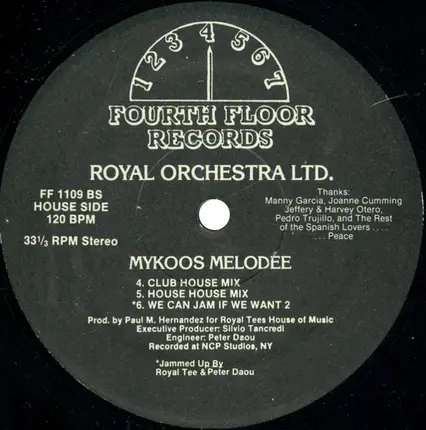 1 2 3 4 5 6 7
FOURTH FLOOR
RECORDS
ROYAL ORCHESTRA LTD.
FF 1109 BS
HOUSE SIDE
120 BPM
33⅓ RPM Stereo
Thanks:
Manny Garcia, Joanne Cumming
Jeffery & Harvey Otero,
Pedro Trujillo, and The Rest
of the Spanish Lovers . . . .
. . . . Peace
MYKOOS MELODÉE
4. CLUB HOUSE MIX
5. HOUSE HOUSE MIX
*6. WE CAN JAM IF WE WANT 2
Prod. by Paul M. Hernandez for Royal Tees House of Music
Executive Producer: Silvio Tancredi
Engineer: Peter Daou
Recorded at NCP Studios, NY
*Jammed Up By
Royal Tee & Peter Daou